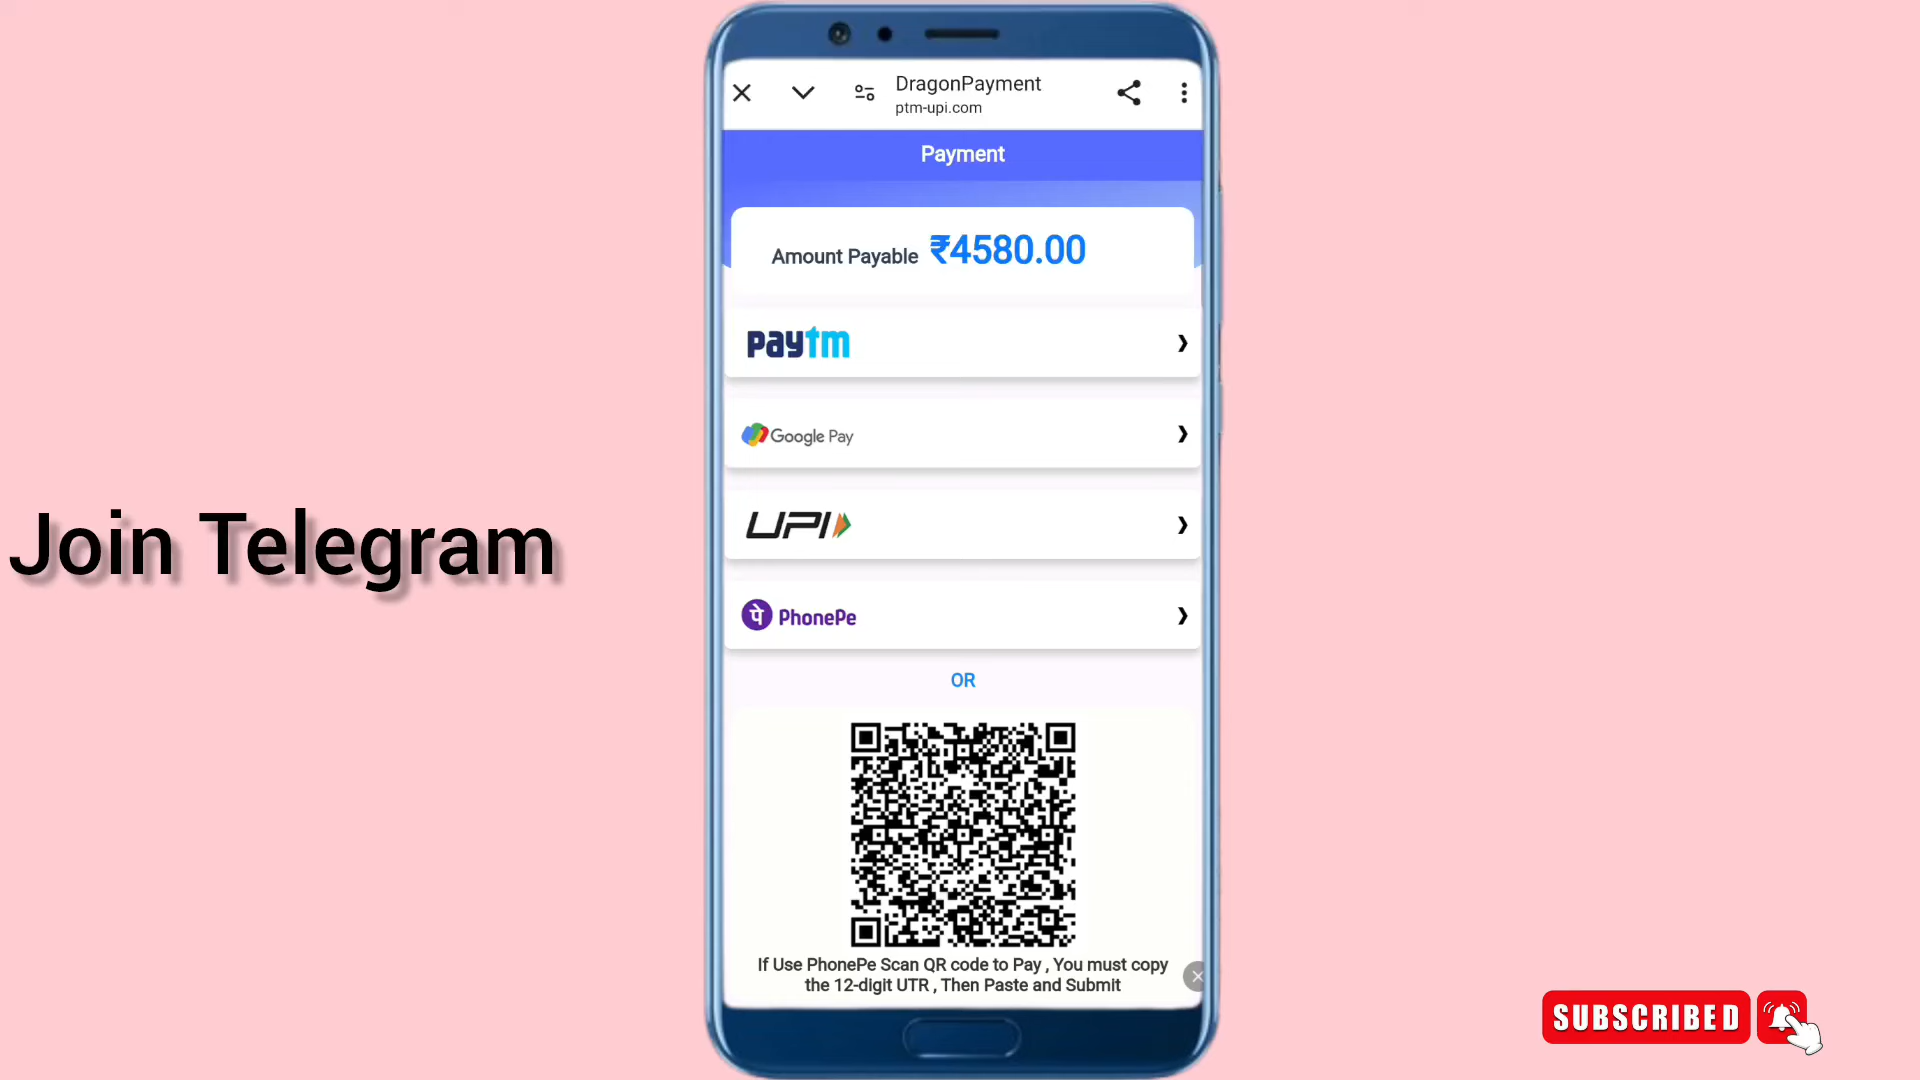 DragonPayment
ptm-upi.com
Payment
Amount Payable ₹4580.00
paytm
Google Pay
UPI
पे PhonePe
OR
If Use PhonePe Scan QR code to Pay , You must copy
the 12-digit UTR , Then Paste and Submit
Join Telegram
SUBSCRIBED